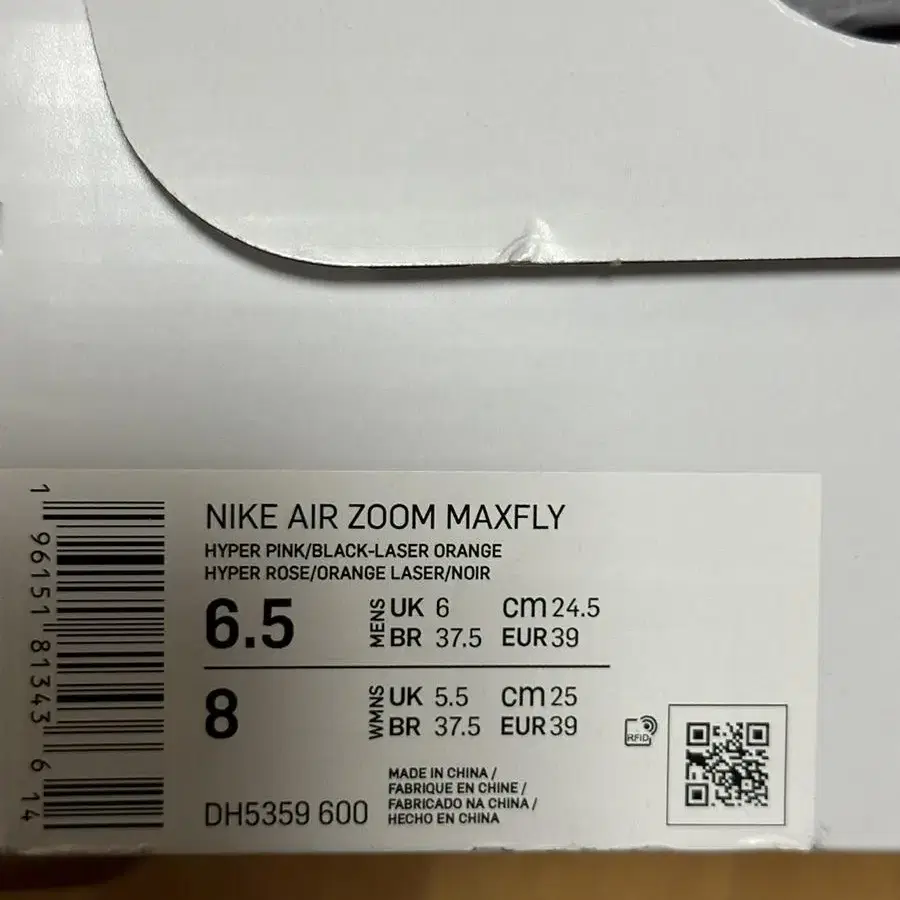 NIKE AIR ZOOM MAXFLY
HYPER PINK/BLACK-LASER ORANGE
HYPER ROSE/ORANGE LASER/NOIR
6.5 MENS UK 6 cm 24.5
BR 37.5 EUR 39
8 WMNS UK 5.5 cm 25
BR 37.5 EUR 39
RFID
MADE IN CHINA /
FABRIQUE EN CHINE /
FABRICADO NA CHINA /
HECHO EN CHINA
DH5359 600
1 96151 81343 6 14